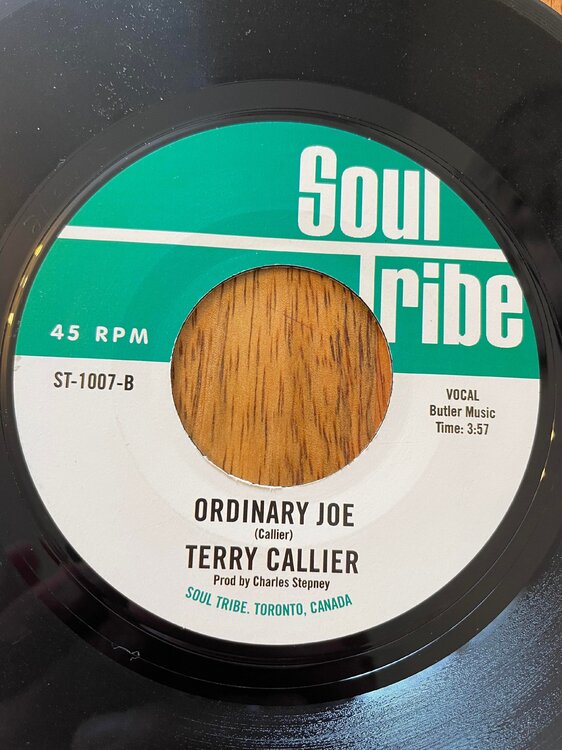 Soul
Tribe
45 RPM
ST-1007-B
VOCAL
Butler Music
Time: 3:57
ORDINARY JOE
(Callier)
TERRY CALLIER
Prod by Charles Stepney
SOUL TRIBE. TORONTO, CANADA